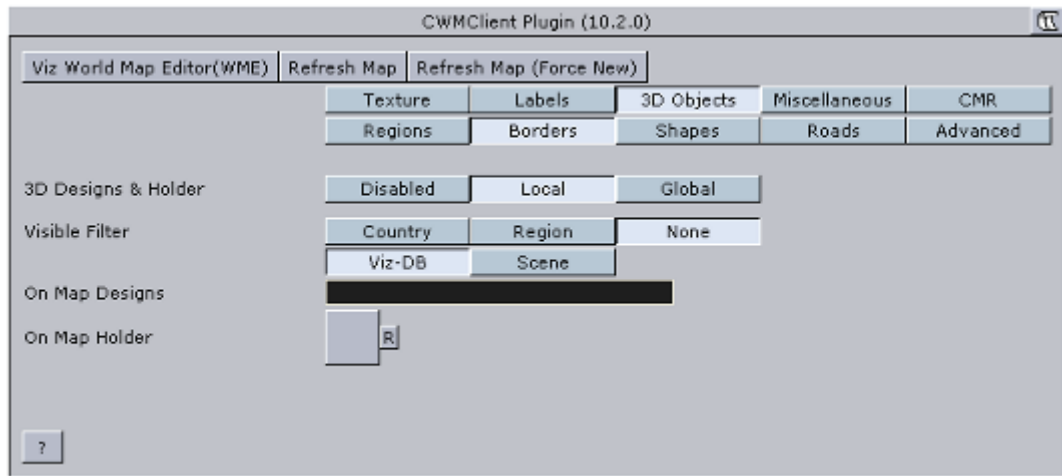 CWMClient Plugin (10.2.0)
Viz World Map Editor(WME) Refresh Map Refresh Map (Force New)
Texture Labels 3D Objects Miscellaneous CMR
Regions Borders Shapes Roads Advanced
3D Designs & Holder Disabled Local Global
Visible Filter Country Region None
Viz-DB Scene
On Map Designs
On Map Holder R
?